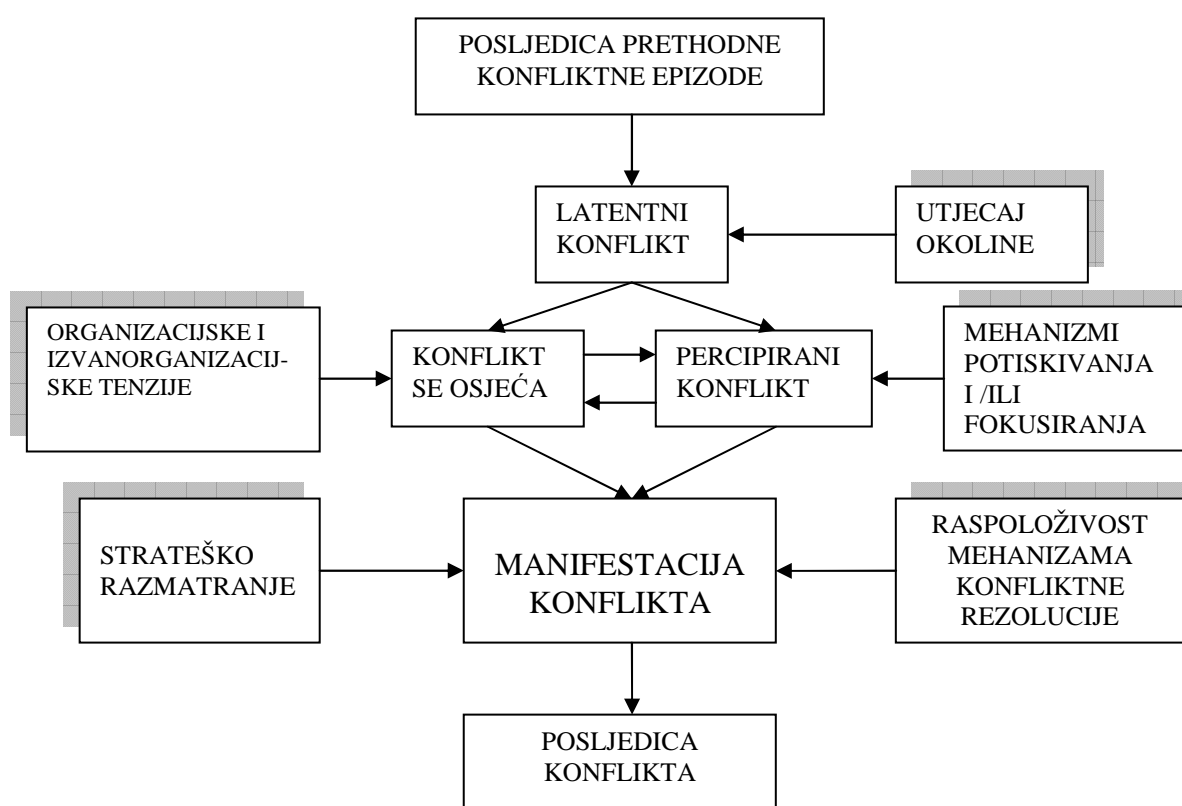 POSLJEDICA PRETHODNE
KONFLIKTNE EPIZODE
LATENTNI
KONFLIKT
UTJECAJ
OKOLINE
ORGANIZACIJSKE I
IZVANORGANIZACIJ-
SKE TENZIJE
KONFLIKT
SE OSJEĆA
PERCIPIRANI
KONFLIKT
MEHANIZMI
POTISKIVANJA
I /ILI
FOKUSIRANJA
STRATEŠKO
RAZMATRANJE
MANIFESTACIJA
KONFLIKTA
RASPOLOŽIVOST
MEHANIZAMA
KONFLIKTNE
REZOLUCIJE
POSLJEDICA
KONFLIKTA